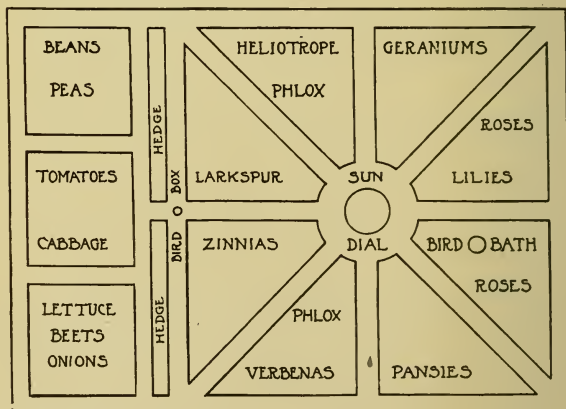 BEANS
PEAS
TOMATOES
CABBAGE
LETTUCE
BEETS
ONIONS
HEDGE
HEDGE
BIRD BOX
HELIOTROPE
PHLOX
GERANIUMS
LARKSPUR
ROSES
LILIES
SUN
DIAL
ZINNIAS
BIRD BATH
ROSES
PHLOX
VERBENAS
PANSIES